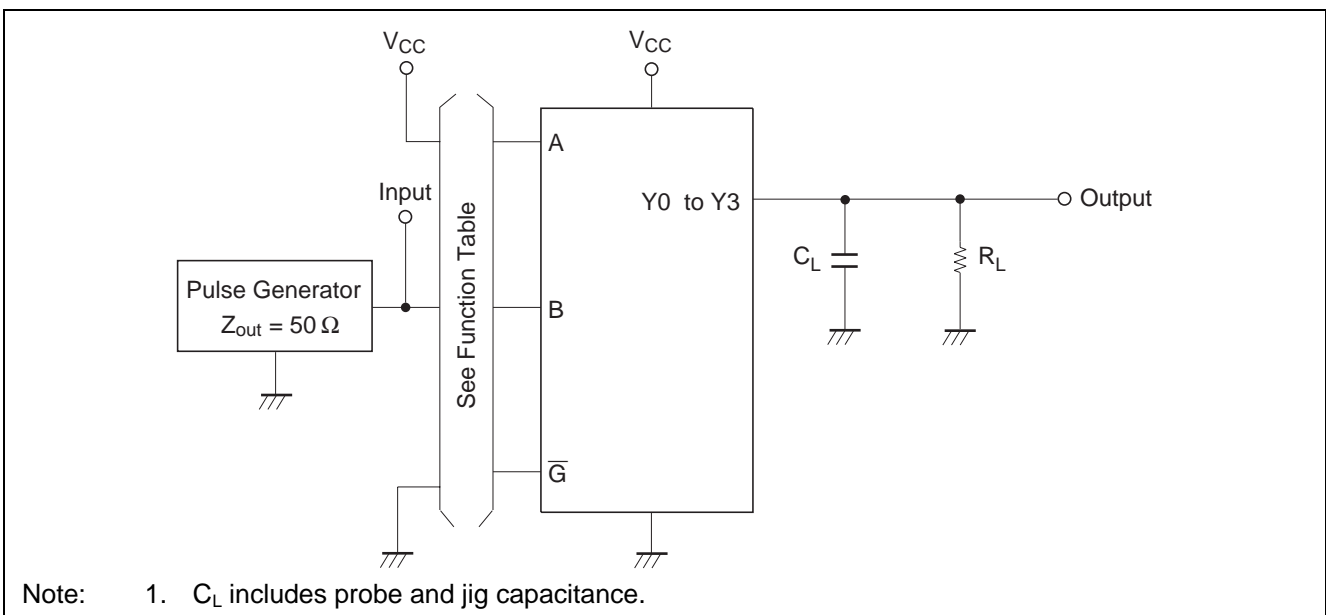 VCC
VCC
A
Input
Y0 to Y3
Output
CL
RL
Pulse Generator
Zout = 50 Ω
See Function Table
B
G̅
Note: 1. CL includes probe and jig capacitance.